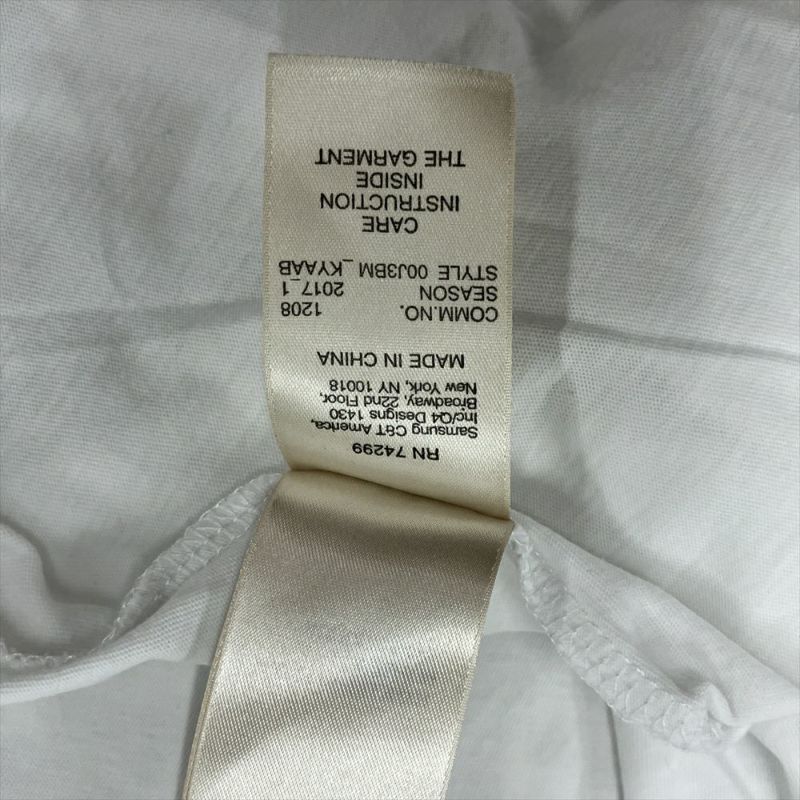 RN 74299
Samsung C&T America,
Inc/Q4 Designs 1430
Broadway, 22nd Floor,
New York, NY 10018
MADE IN CHINA
COMM.NO. 1208
SEASON 2017_1
STYLE 00J3BM_KYAAB
CARE
INSTRUCTION
INSIDE
THE GARMENT